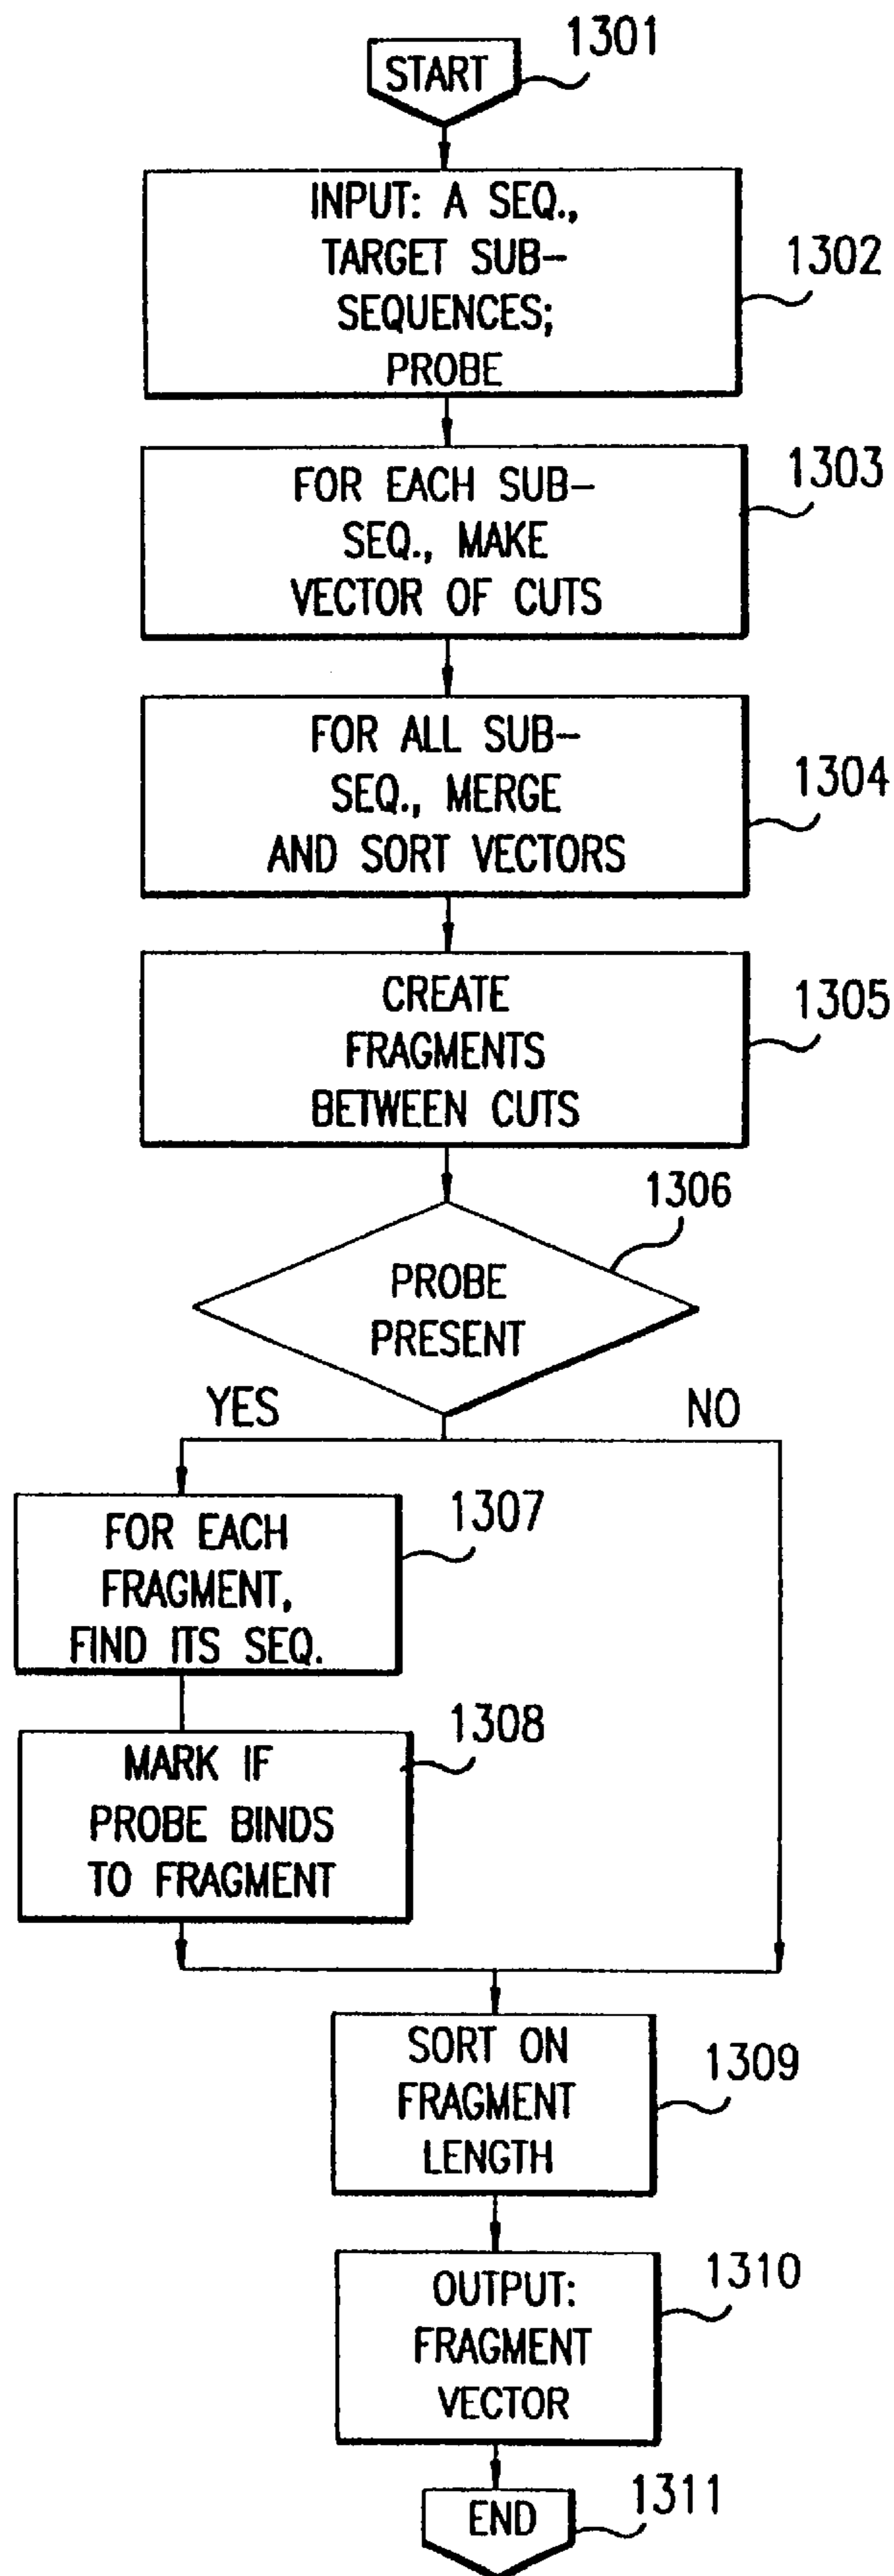 1301
START
INPUT: A SEQ.,
TARGET SUB-
SEQUENCES;
PROBE
1302
FOR EACH SUB-
SEQ., MAKE
VECTOR OF CUTS
1303
FOR ALL SUB-
SEQ., MERGE
AND SORT VECTORS
1304
CREATE
FRAGMENTS
BETWEEN CUTS
1305
1306
PROBE
PRESENT
YES
NO
FOR EACH
FRAGMENT,
FIND ITS SEQ.
1307
MARK IF
PROBE BINDS
TO FRAGMENT
1308
SORT ON
FRAGMENT
LENGTH
1309
OUTPUT:
FRAGMENT
VECTOR
1310
END
1311